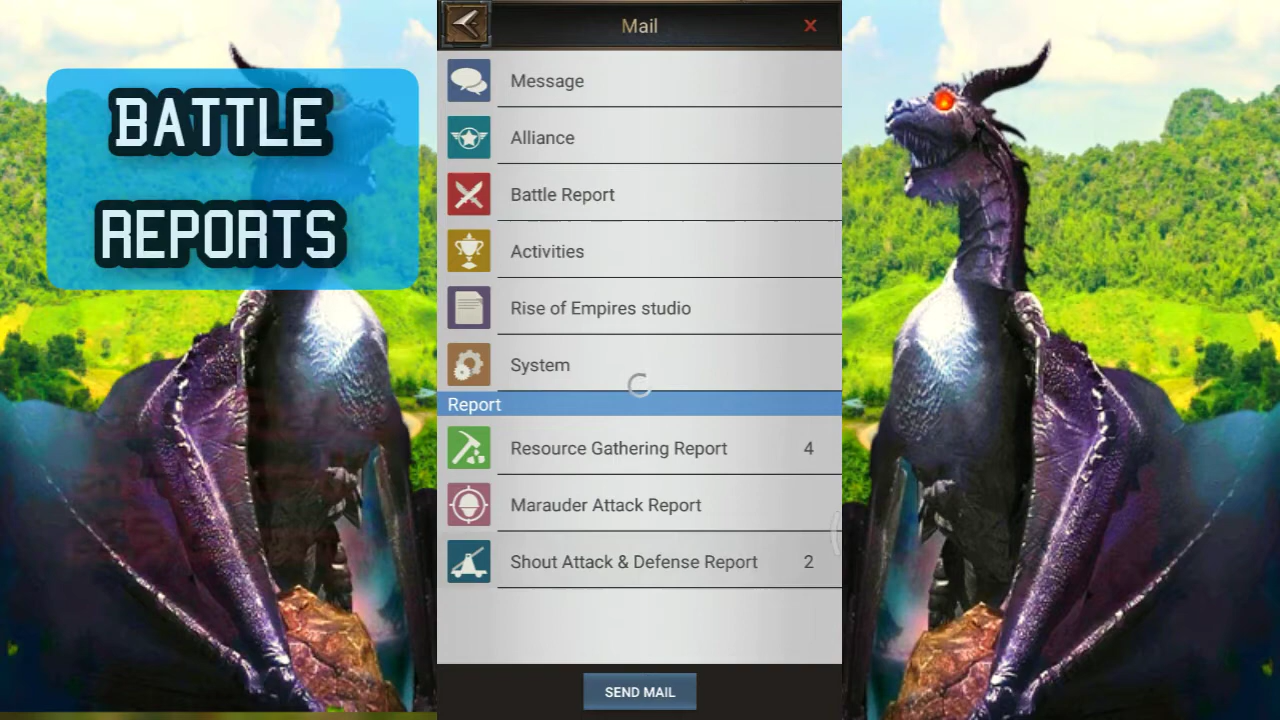 BATTLE
REPORTS
Mail
X
Message
Alliance
Battle Report
Activities
Rise of Empires studio
System
Report
Resource Gathering Report 4
Marauder Attack Report
Shout Attack & Defense Report 2
SEND MAIL